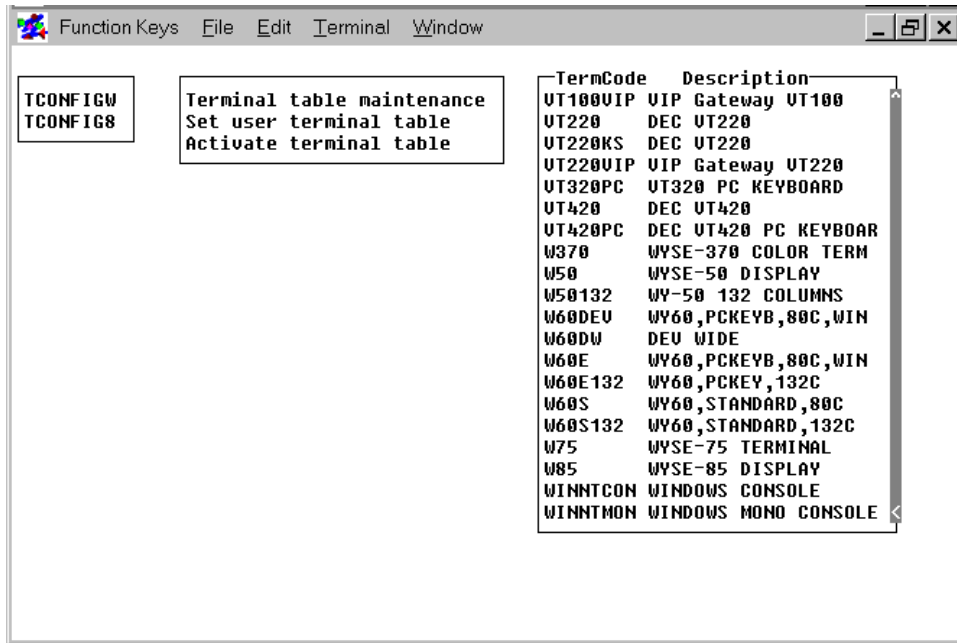 Function Keys File Edit Terminal Window
TCONFIGW
TCONFIG8
Terminal table maintenance
Set user terminal table
Activate terminal table
TermCode Description
VT100VIP VIP Gateway VT100
VT220 DEC VT220
VT220KS DEC VT220
VT220VIP VIP Gateway VT220
VT320PC VT320 PC KEYBOARD
VT420 DEC VT420
VT420PC DEC VT420 PC KEYBOAR
W370 WYSE-370 COLOR TERM
W50 WYSE-50 DISPLAY
W50132 WY-50 132 COLUMNS
W60DEV WY60,PCKEYB,80C,WIN
W60DW DEV WIDE
W60E WY60,PCKEYB,80C,WIN
W60E132 WY60,PCKEY,132C
W60S WY60,STANDARD,80C
W60S132 WY60,STANDARD,132C
W75 WYSE-75 TERMINAL
W85 WYSE-85 DISPLAY
WINNTCON WINDOWS CONSOLE
WINNTMON WINDOWS MONO CONSOLE